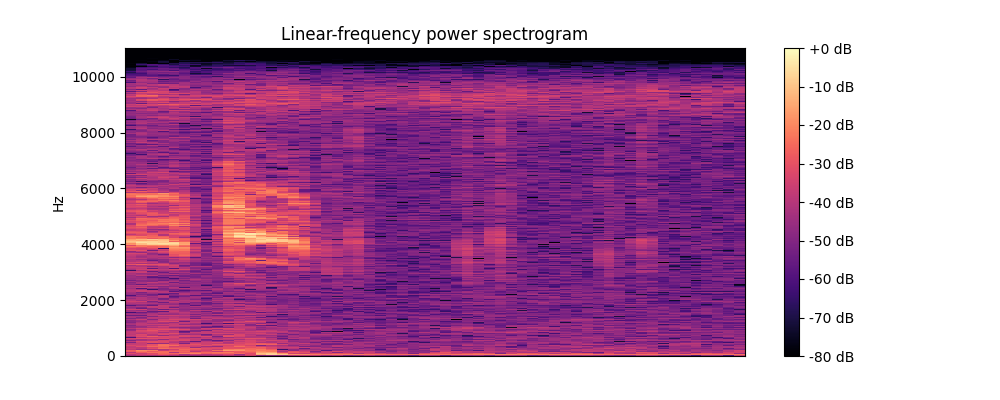 Linear-frequency power spectrogram
Hz
10000
8000
6000
4000
2000
0
+0 dB
-10 dB
-20 dB
-30 dB
-40 dB
-50 dB
-60 dB
-70 dB
-80 dB